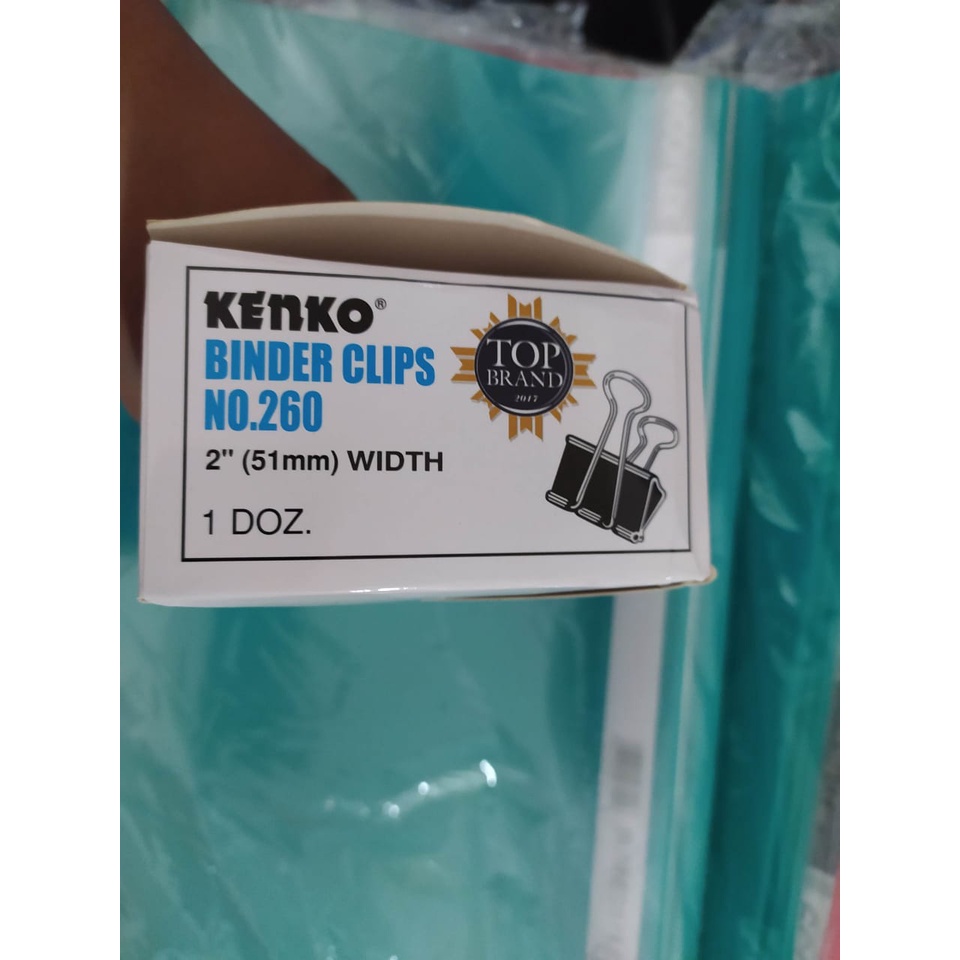 KENKO®
BINDER CLIPS
NO.260
2" (51mm) WIDTH
1 DOZ.
TOP
BRAND
2017